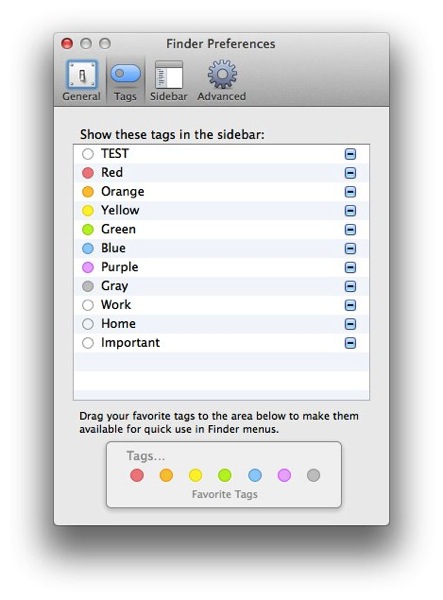 Finder Preferences
General Tags Sidebar Advanced
Show these tags in the sidebar:
TEST
Red
Orange
Yellow
Green
Blue
Purple
Gray
Work
Home
Important
Drag your favorite tags to the area below to make them
available for quick use in Finder menus.
Tags...
Favorite Tags